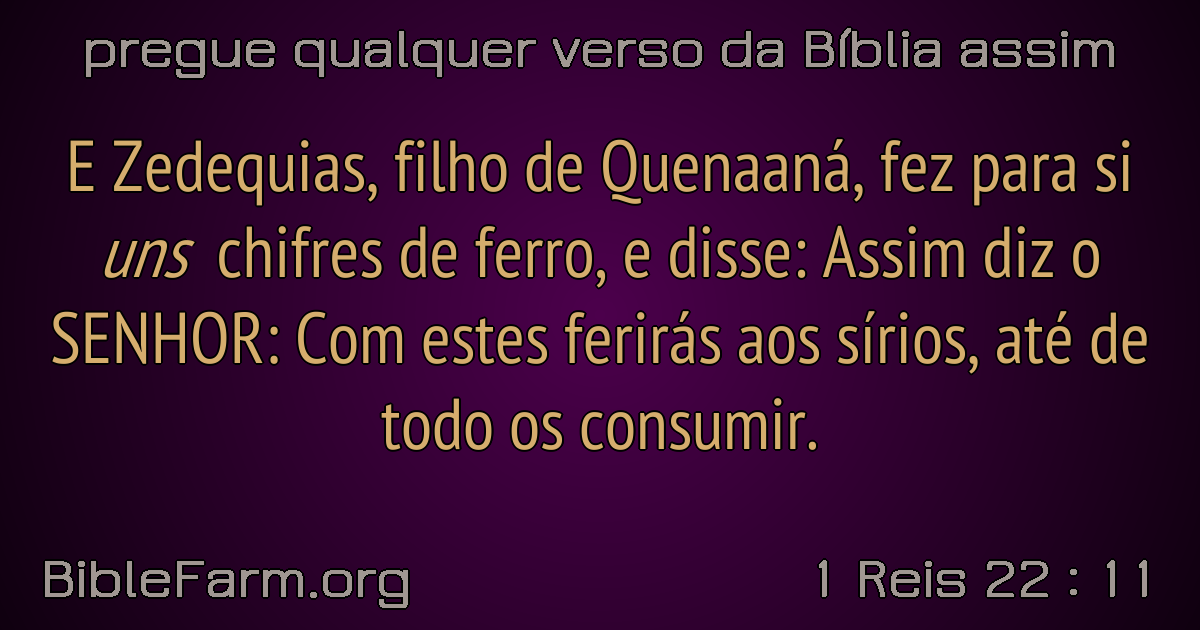 pregue qualquer verso da Bíblia assim
E Zedequias, filho de Quenaaná, fez para si
uns chifres de ferro, e disse: Assim diz o
SENHOR: Com estes ferirás aos sírios, até de
todo os consumir.
BibleFarm.org
1 Reis 22 : 11